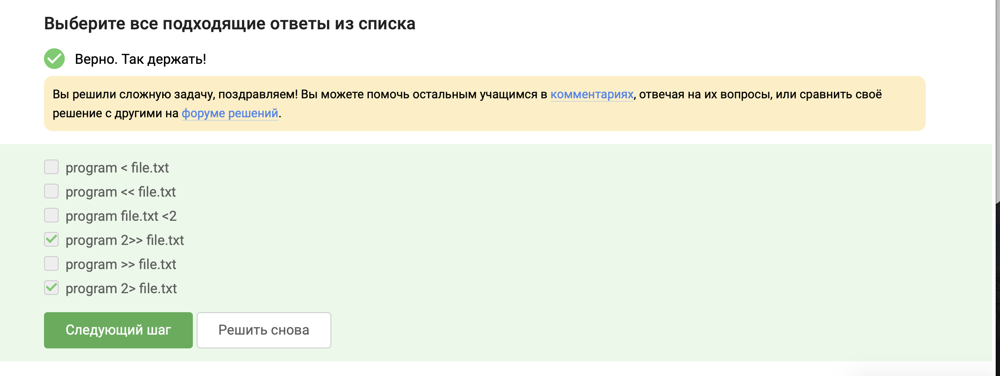 Выберите все подходящие ответы из списка
Верно. Так держать!
Вы решили сложную задачу, поздравляем! Вы можете помочь остальным учащимся в комментариях, отвечая на их вопросы, или сравнить своё
решение с другими на форуме решений.
program < file.txt
program << file.txt
program file.txt <2
program 2>> file.txt
program >> file.txt
program 2> file.txt
Следующий шаг
Решить снова